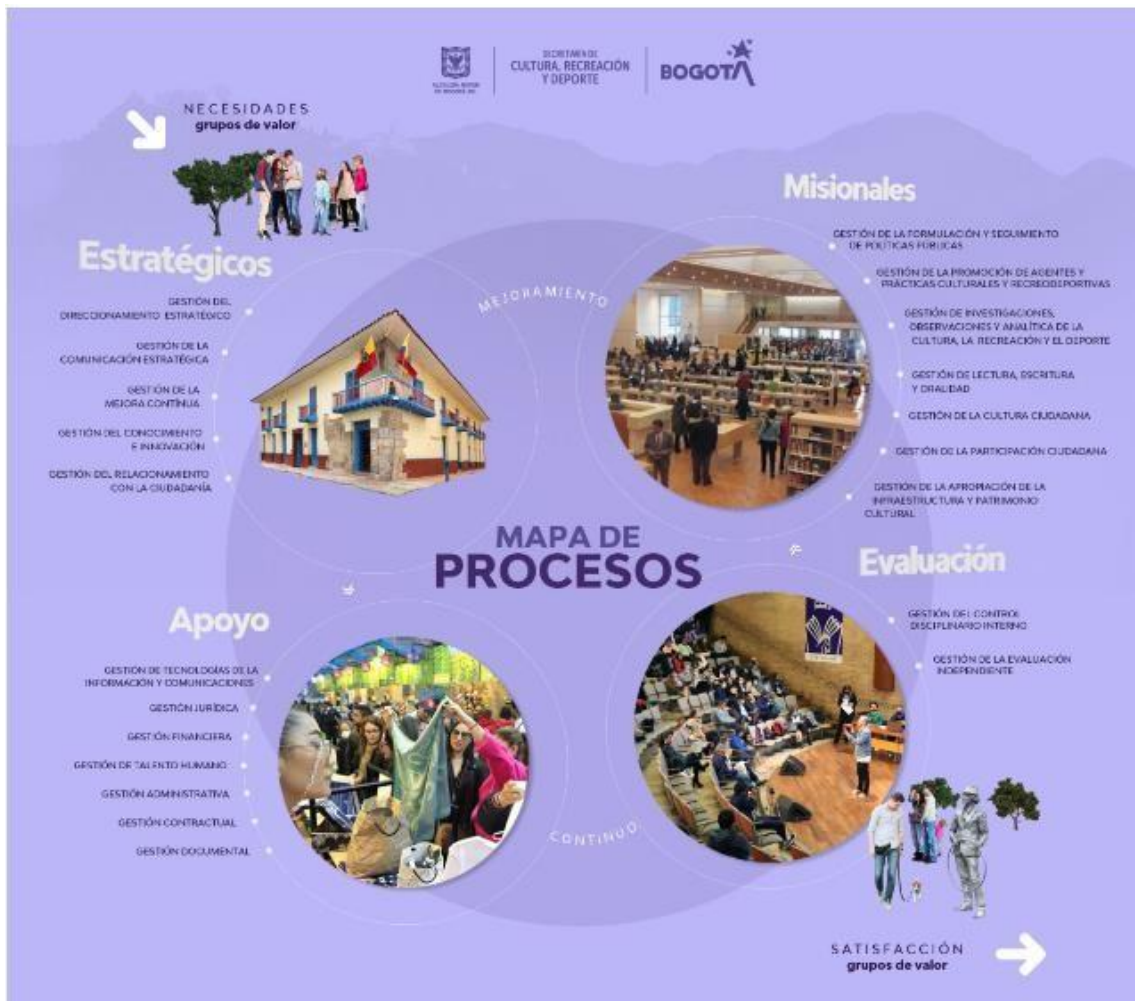 ALCALDÍA MAYOR
DE BOGOTÁ D.C.
SECRETARÍA DE
CULTURA, RECREACIÓN
Y DEPORTE
BOGOTÁ
NECESIDADES
grupos de valor
Estratégicos
GESTIÓN DEL
DIRECCIONAMIENTO ESTRATÉGICO
GESTIÓN DE LA
COMUNICACIÓN ESTRATÉGICA
GESTIÓN DE LA
MEJORA CONTÍNUA
GESTIÓN DEL CONOCIMIENTO
E INNOVACIÓN
GESTIÓN DEL RELACIONAMIENTO
CON LA CIUDADANÍA
MEJORAMIENTO
Misionales
GESTIÓN DE LA FORMULACIÓN Y SEGUIMIENTO
DE POLÍTICAS PÚBLICAS
GESTIÓN DE LA PROMOCIÓN DE AGENTES Y
PRÁCTICAS CULTURALES Y RECREODEPORTIVAS
GESTIÓN DE INVESTIGACIONES,
OBSERVACIONES Y ANALÍTICA DE LA
CULTURA, LA RECREACIÓN Y EL DEPORTE
GESTIÓN DE LECTURA, ESCRITURA
Y ORALIDAD
GESTIÓN DE LA CULTURA CIUDADANA
GESTIÓN DE LA PARTICIPACIÓN CIUDADANA
GESTIÓN DE LA APROPIACIÓN DE LA
INFRAESTRUCTURA Y PATRIMONIO
CULTURAL
MAPA DE
PROCESOS
Apoyo
GESTIÓN DE TECNOLOGÍAS DE LA
INFORMACIÓN Y COMUNICACIONES
GESTIÓN JURÍDICA
GESTIÓN FINANCIERA
GESTIÓN DE TALENTO HUMANO
GESTIÓN ADMINISTRATIVA
GESTIÓN CONTRACTUAL
GESTIÓN DOCUMENTAL
Evaluación
GESTIÓN DEL CONTROL
DISCIPLINARIO INTERNO
GESTIÓN DE LA EVALUACIÓN
INDEPENDIENTE
CONTINUO
SATISFACCIÓN
grupos de valor